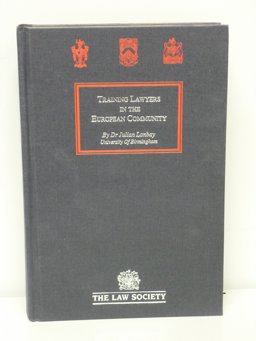 TRAINING LAWYERS
IN THE
EUROPEAN COMMUNITY
By Dr Julian Lonbay
University Of Birmingham
THE LAW SOCIETY